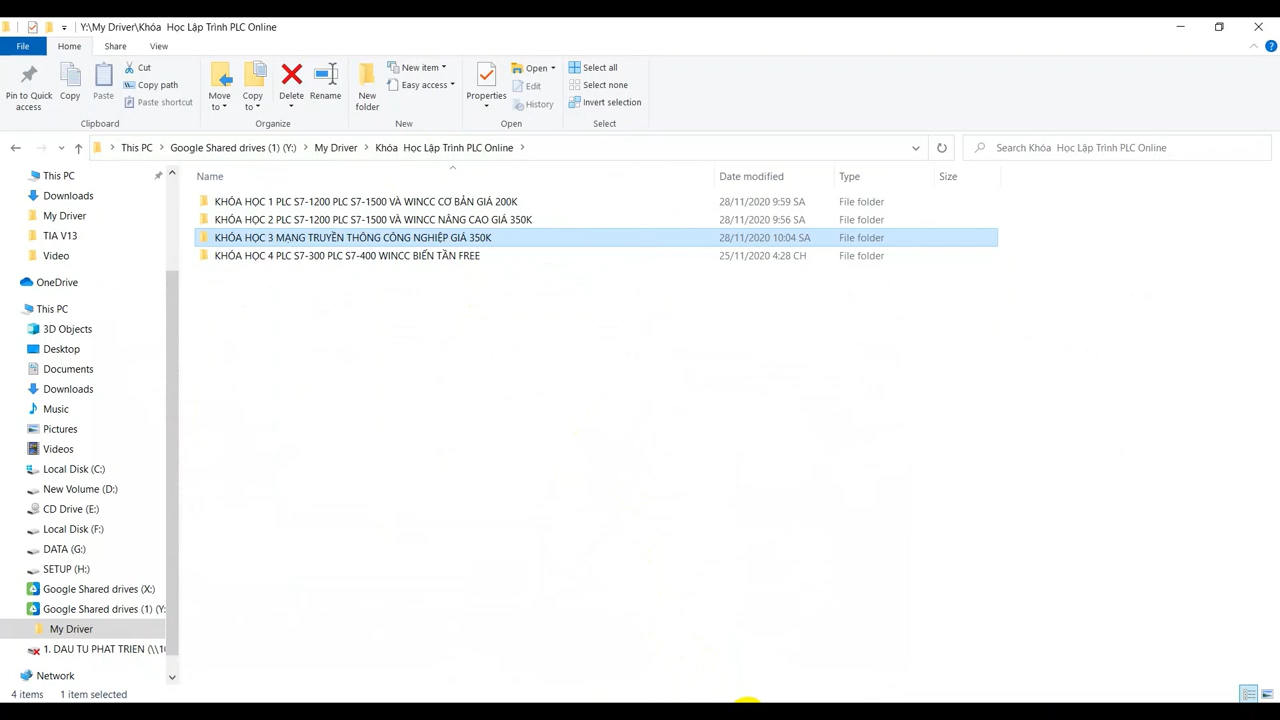 Y:\My Driver\Khóa  Học Lập Trình PLC Online
File Home Share View
Pin to Quick access
Copy
Paste
Cut
Copy path
Paste shortcut
Clipboard
Move to
Copy to
Delete
Rename
Organize
New folder
New item
Easy access
New
Properties
Open
Edit
History
Open
Select all
Select none
Invert selection
Select
This PC > Google Shared drives (1) (Y:) > My Driver > Khóa  Học Lập Trình PLC Online >
Search Khóa  Học Lập Trình PLC Online
Name Date modified Type Size
KHÓA HỌC 1 PLC S7-1200 PLC S7-1500 VÀ WINCC CƠ BẢN GIÁ 200K 28/11/2020 9:59 SA File folder
KHÓA HỌC 2 PLC S7-1200 PLC S7-1500 VÀ WINCC NÂNG CAO GIÁ 350K 28/11/2020 9:56 SA File folder
KHÓA HỌC 3 MẠNG TRUYỀN THÔNG CÔNG NGHIỆP GIÁ 350K 28/11/2020 10:04 SA File folder
KHÓA HỌC 4 PLC S7-300 PLC S7-400 WINCC BIẾN TẦN FREE 25/11/2020 4:28 CH File folder
This PC
Downloads
My Driver
TIA V13
Video
OneDrive
This PC
3D Objects
Desktop
Documents
Downloads
Music
Pictures
Videos
Local Disk (C:)
New Volume (D:)
CD Drive (E:)
Local Disk (F:)
DATA (G:)
SETUP (H:)
Google Shared drives (X:)
Google Shared drives (1) (Y:
My Driver
1. DAU TU PHAT TRIEN (\\1
Network
4 items 1 item selected